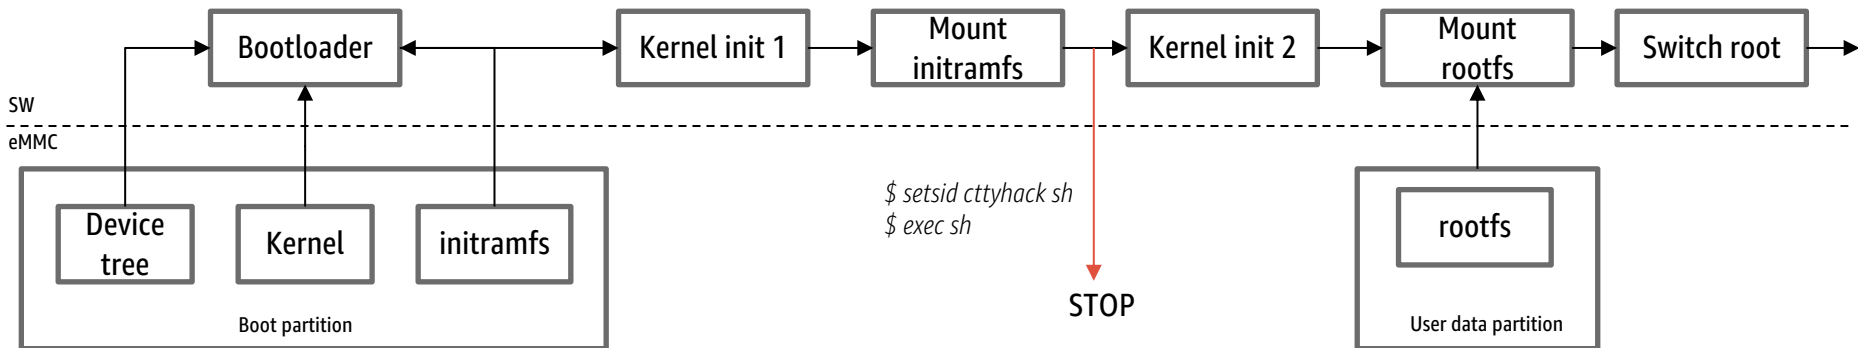 Bootloader
Kernel init 1
Mount
initramfs
Kernel init 2
Mount
rootfs
Switch root
SW
eMMC
Device
tree
Kernel
initramfs
Boot partition
$ setsid cttyhack sh
$ exec sh
STOP
rootfs
User data partition